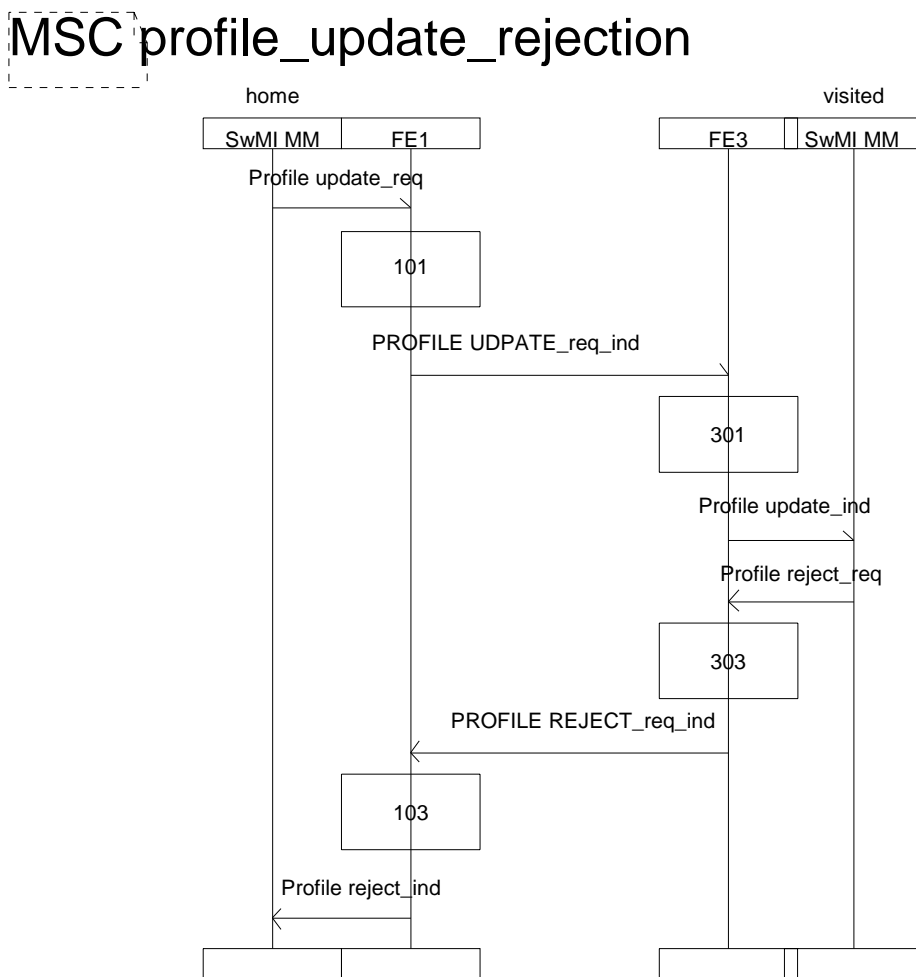 MSC profile_update_rejection
home visited
SwMI MM FE1 FE3 SwMI MM
Profile update_req
101
PROFILE UDPATE_req_ind
301
Profile update_ind
Profile reject_req
303
PROFILE REJECT_req_ind
103
Profile reject_ind